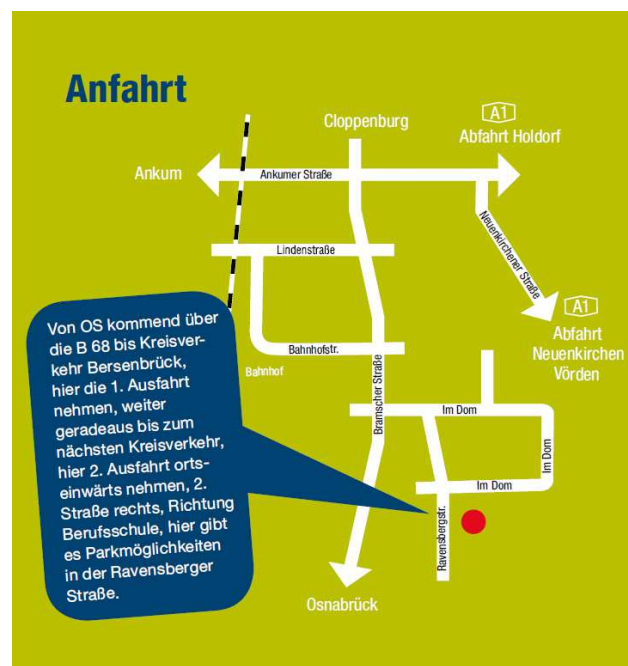 Anfahrt
A1
Cloppenburg
Abfahrt Holdorf
Ankum
Ankumer Straße
Neuenkirchener Straße
Lindenstraße
A1
Abfahrt
Neuenkirchen
Vörden
Von OS kommend über
die B 68 bis Kreisver-
kehr Bersenbrück,
hier die 1. Ausfahrt
nehmen, weiter
geradeaus bis zum
nächsten Kreisverkehr,
hier 2. Ausfahrt orts-
einwärts nehmen, 2.
Straße rechts, Richtung
Berufsschule, hier gibt
es Parkmöglichkeiten
in der Ravensberger
Straße.
Bahnhofstr.
Bahnhof
Bramscher Straße
Im Dom
Im Dom
Im Dom
Ravensbergstr.
Osnabrück